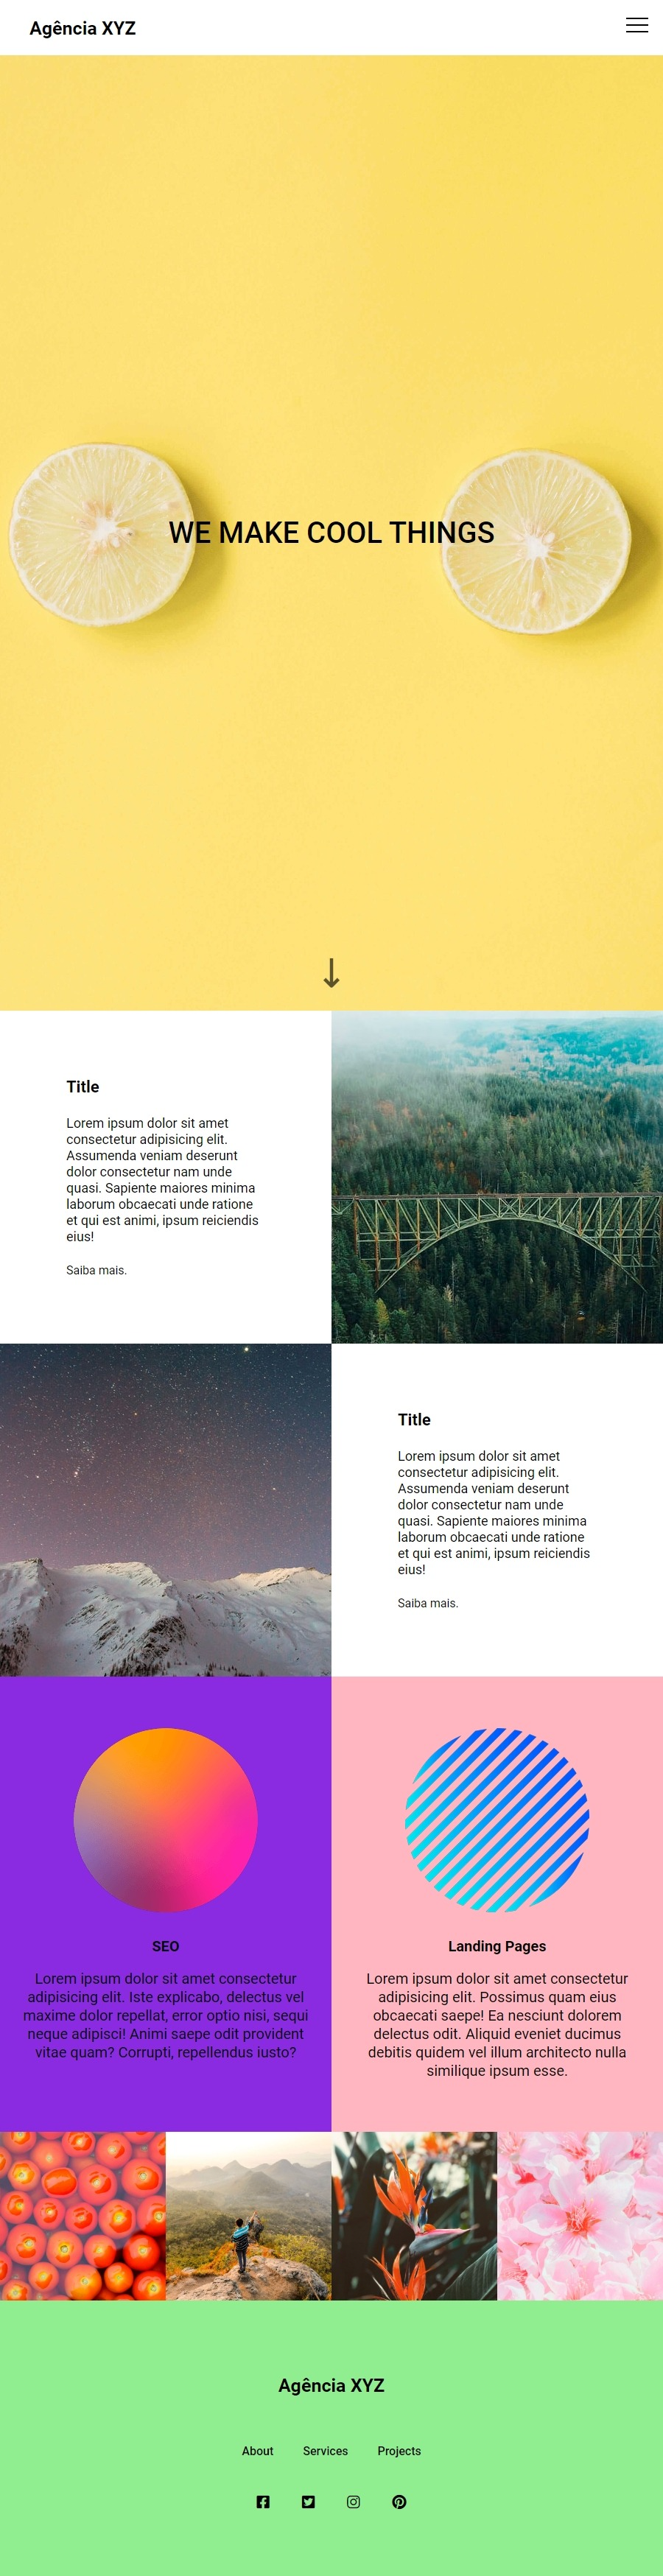 Agência XYZ
WE MAKE COOL THINGS
Title
Lorem ipsum dolor sit amet
consectetur adipisicing elit.
Assumenda veniam deserunt
dolor consectetur nam unde
quasi. Sapiente maiores minima
laborum obcaecati unde ratione
et qui est animi, ipsum reiciendis
eius!
Saiba mais.
Title
Lorem ipsum dolor sit amet
consectetur adipisicing elit.
Assumenda veniam deserunt
dolor consectetur nam unde
quasi. Sapiente maiores minima
laborum obcaecati unde ratione
et qui est animi, ipsum reiciendis
eius!
Saiba mais.
SEO
Lorem ipsum dolor sit amet consectetur
adipisicing elit. Iste explicabo, delectus vel
maxime dolor repellat, error optio nisi, sequi
neque adipisci! Animi saepe odit provident
vitae quam? Corrupti, repellendus iusto?
Landing Pages
Lorem ipsum dolor sit amet consectetur
adipisicing elit. Possimus quam eius
obcaecati saepe! Ea nesciunt dolorem
delectus odit. Aliquid eveniet ducimus
debitis quidem vel illum architecto nulla
similique ipsum esse.
Agência XYZ
About Services Projects